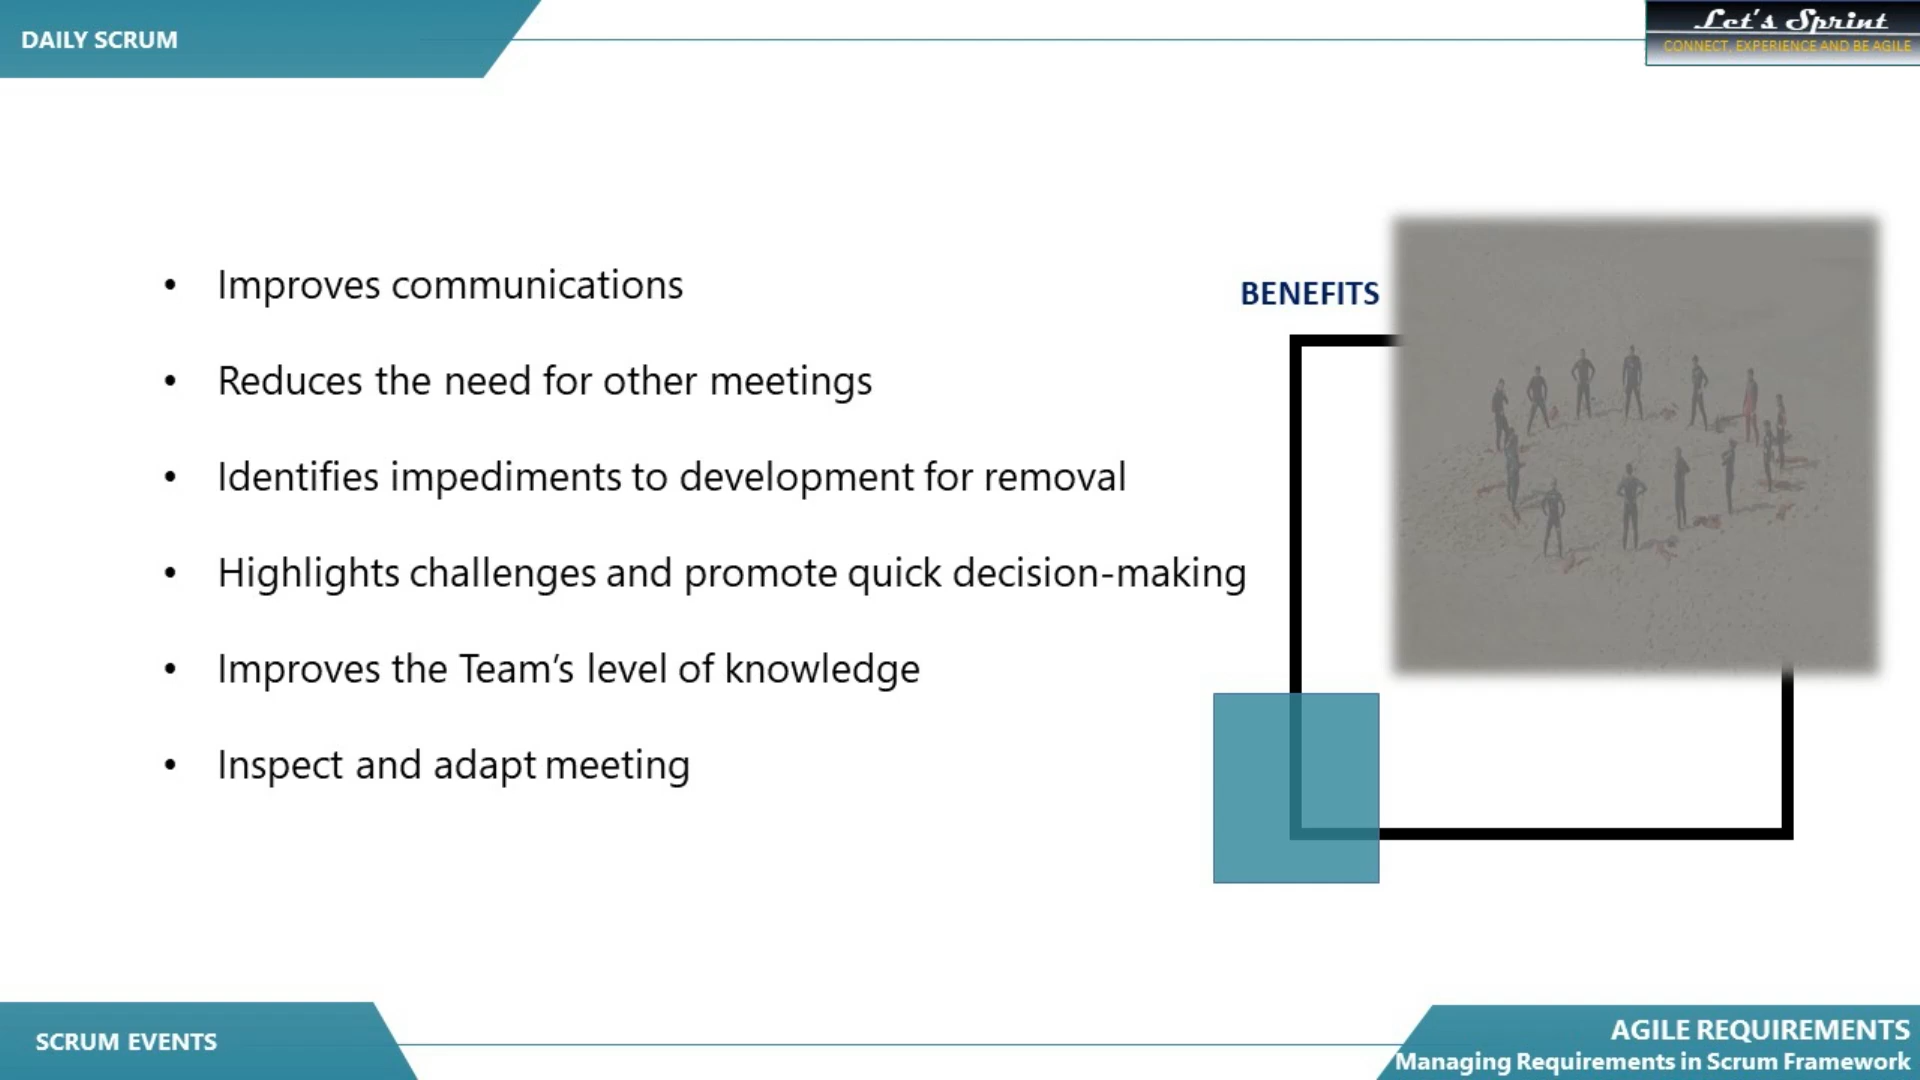 DAILY SCRUM
Let's Sprint
CONNECT, EXPERIENCE AND BE AGILE
• Improves communications
• Reduces the need for other meetings
• Identifies impediments to development for removal
• Highlights challenges and promote quick decision-making
• Improves the Team’s level of knowledge
• Inspect and adapt meeting
BENEFITS
SCRUM EVENTS
AGILE REQUIREMENTS
Managing Requirements in Scrum Framework